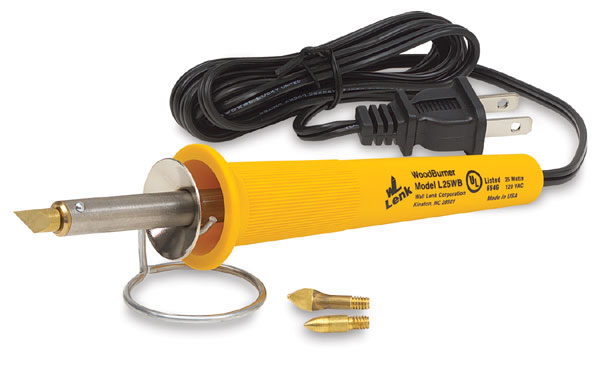 Lenk
WoodBurner
Model L25WB
Wall Lenk Corporation
Kinston, NC 28501
UL
Listed
884G
25 Watts
120 VAC
Made in USA